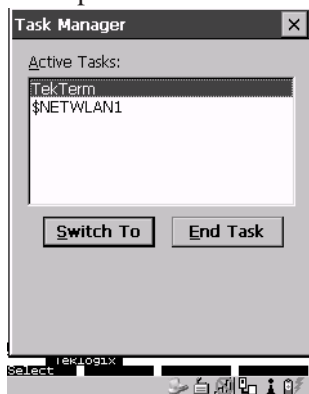 Task Manager
Active Tasks:
TekTerm
$NETWLAN1
Switch To
End Task
Teklogix
Select